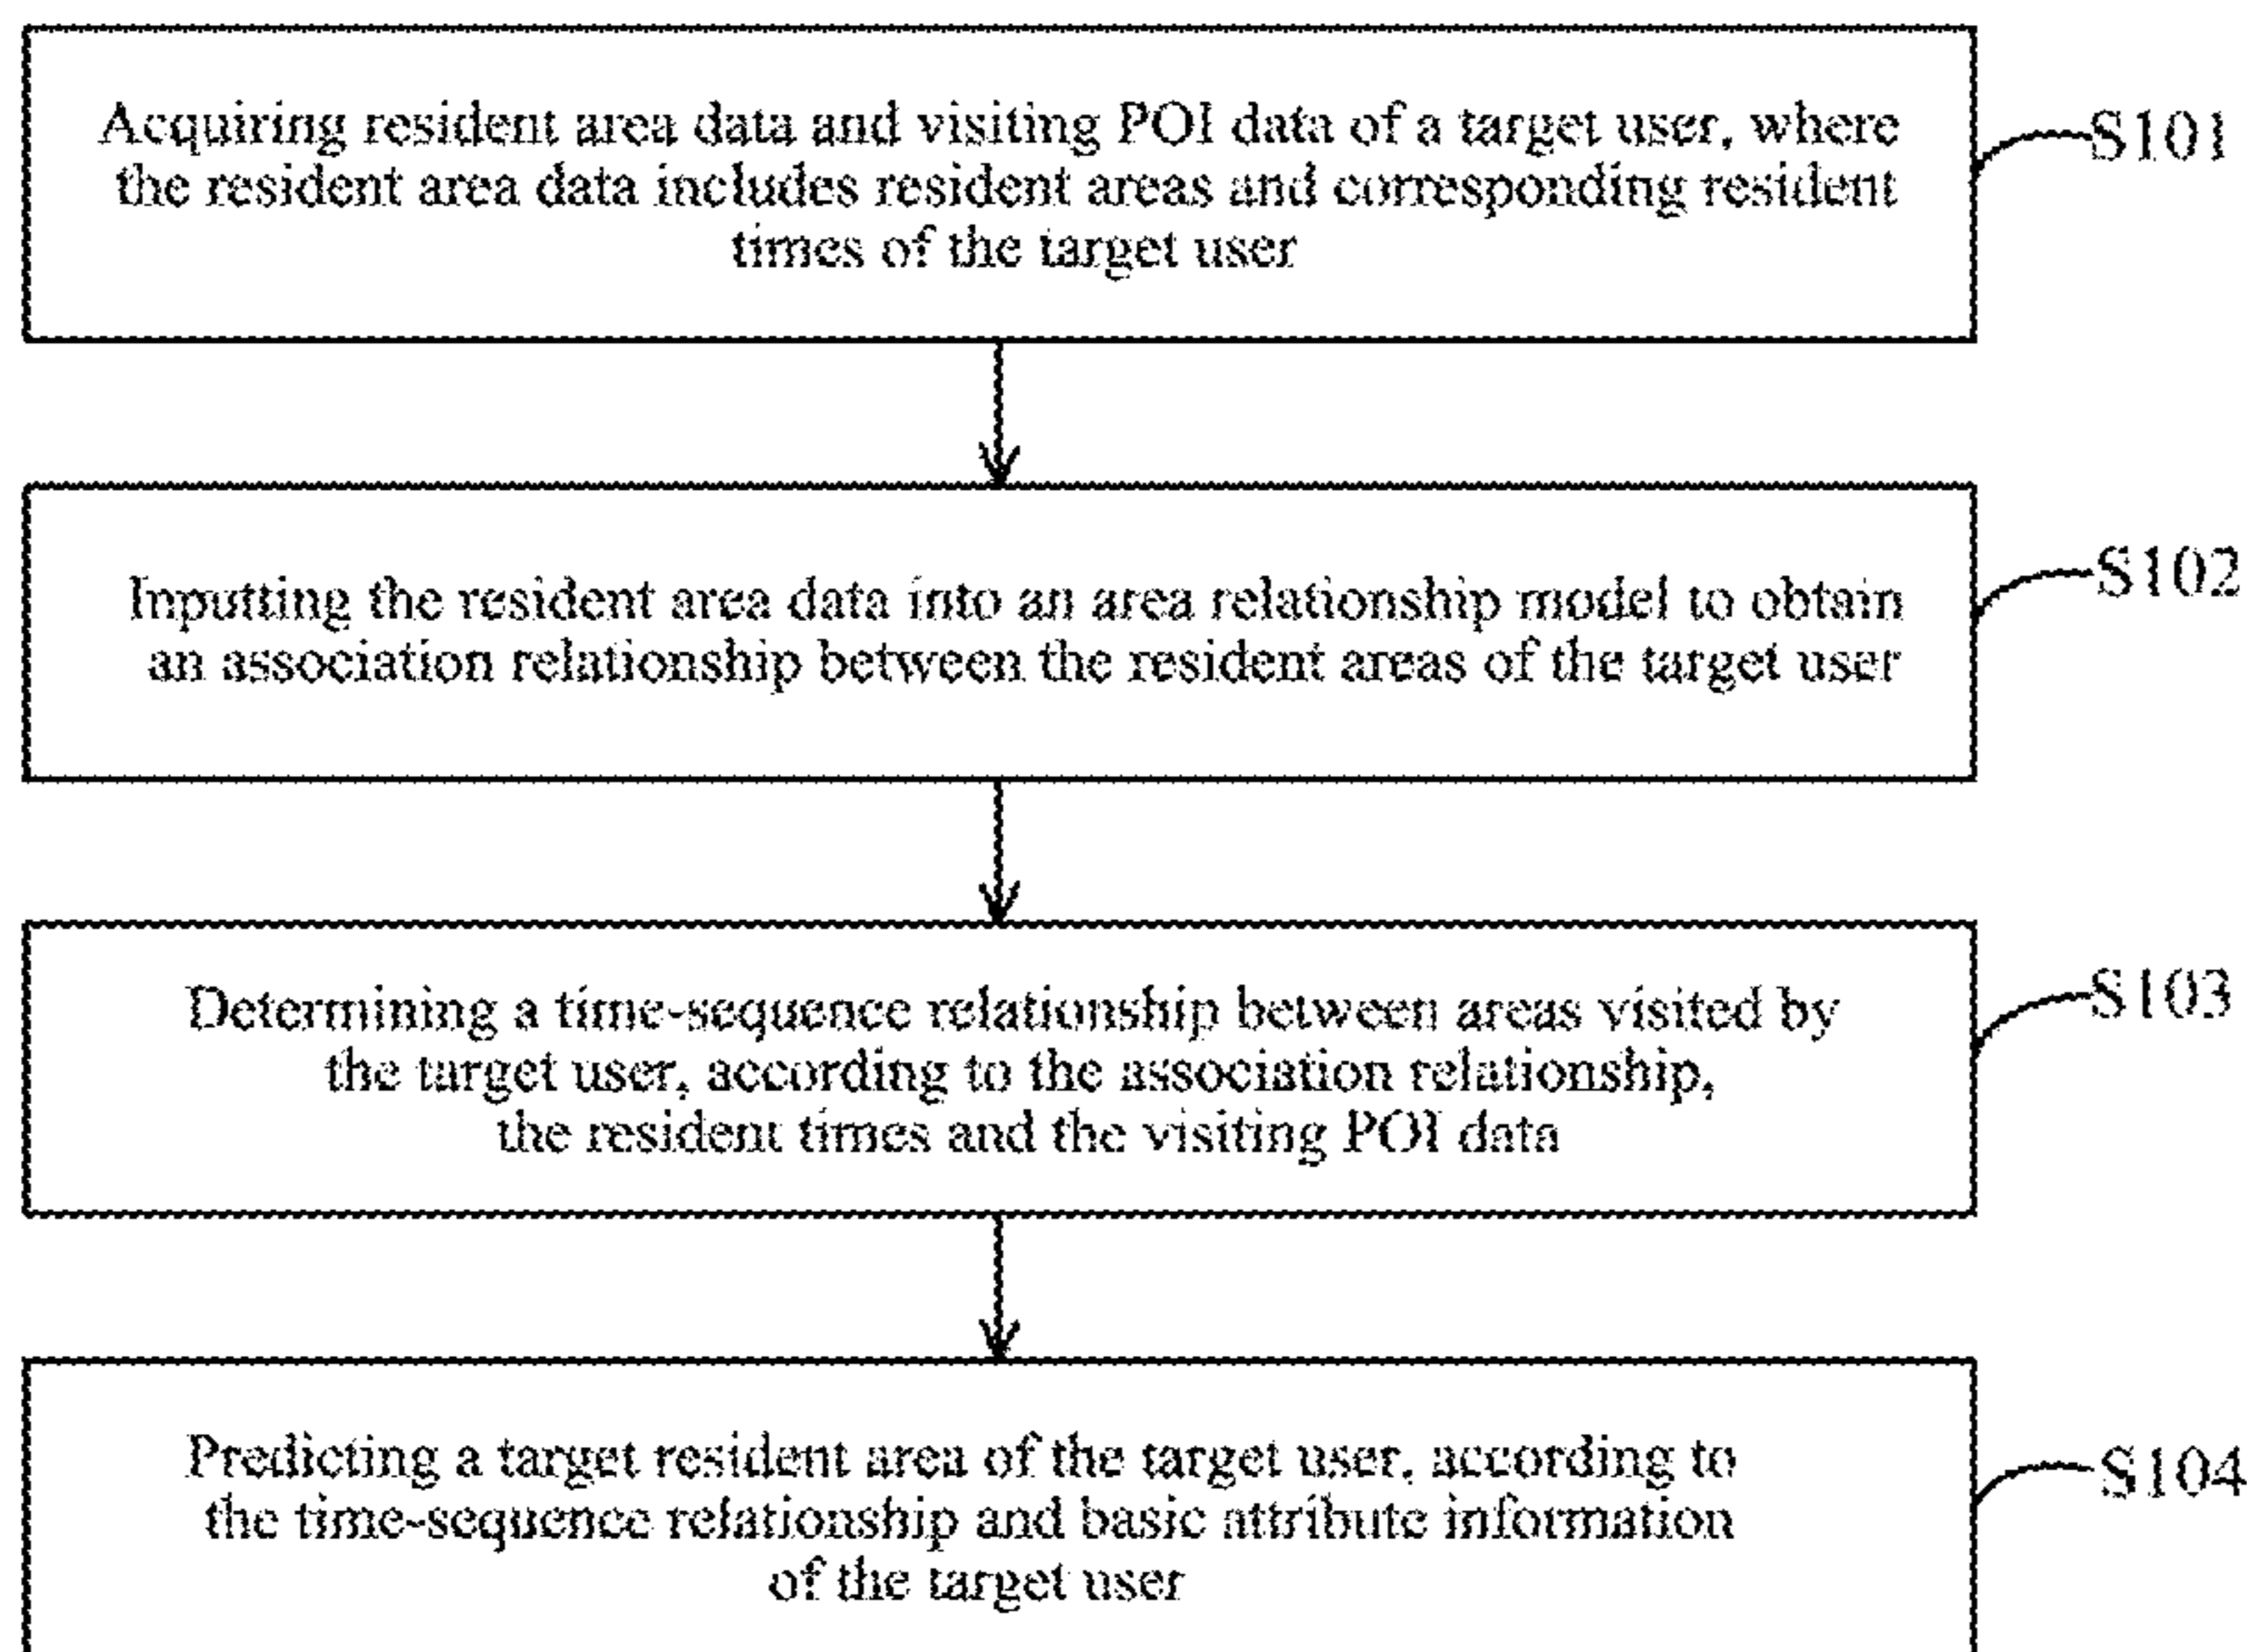 Acquiring resident area data and visiting POI data of a target user, where
the resident area data includes resident areas and corresponding resident
times of the target user
S101
Inputting the resident area data into an area relationship model to obtain
an association relationship between the resident areas of the target user
S102
Determining a time-sequence relationship between areas visited by
the target user, according to the association relationship,
the resident times and the visiting POI data
S103
Predicting a target resident area of the target user, according to
the time-sequence relationship and basic attribute information
of the target user
S104